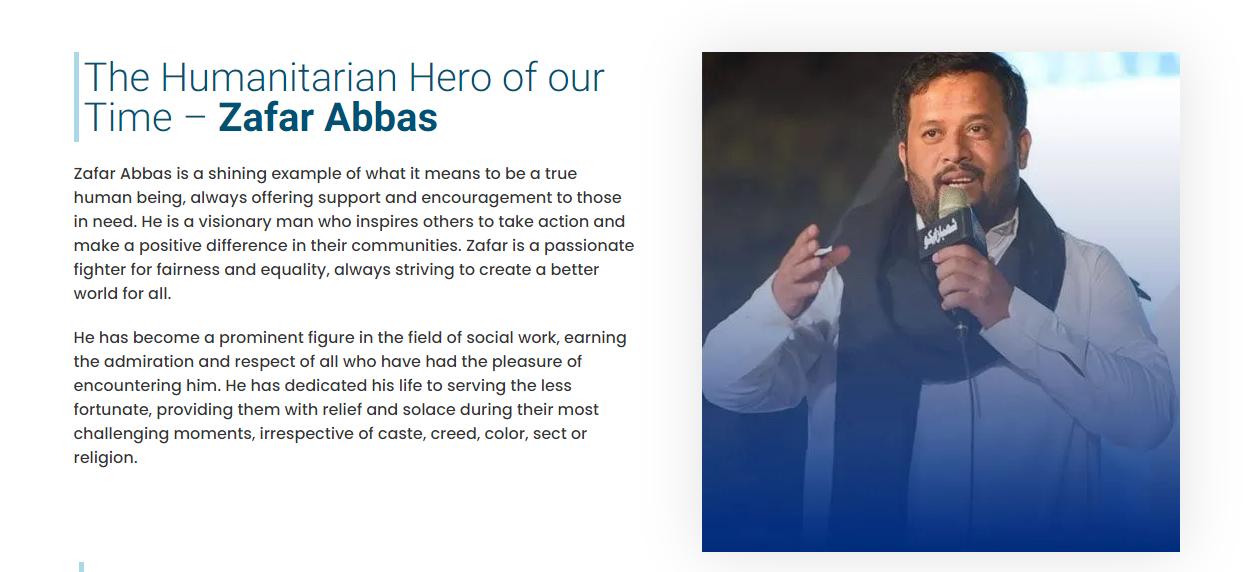 The Humanitarian Hero of our
Time – Zafar Abbas
Zafar Abbas is a shining example of what it means to be a true
human being, always offering support and encouragement to those
in need. He is a visionary man who inspires others to take action and
make a positive difference in their communities. Zafar is a passionate
fighter for fairness and equality, always striving to create a better
world for all.
He has become a prominent figure in the field of social work, earning
the admiration and respect of all who have had the pleasure of
encountering him. He has dedicated his life to serving the less
fortunate, providing them with relief and solace during their most
challenging moments, irrespective of caste, creed, color, sect or
religion.